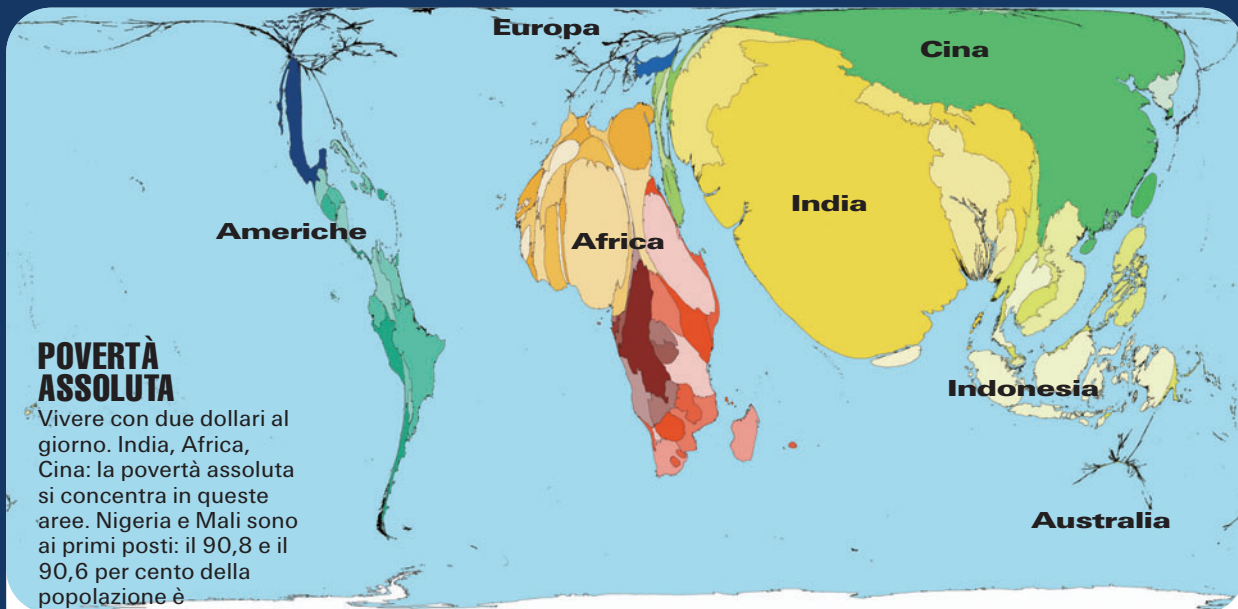 Europa
Cina
India
Americhe
Africa
POVERTÀ
ASSOLUTA
Vivere con due dollari al
giorno. India, Africa,
Cina: la povertà assoluta
si concentra in queste
aree. Nigeria e Mali sono
ai primi posti: il 90,8 e il
90,6 per cento della
popolazione è
Indonesia
Australia